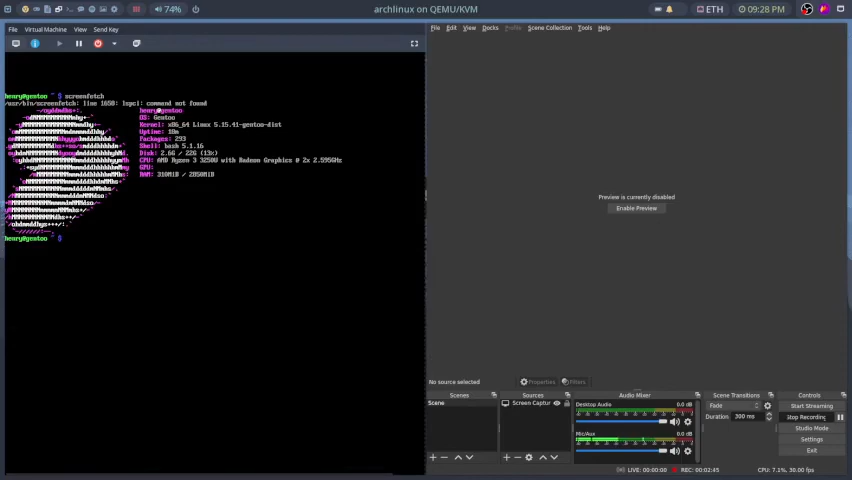 74%
archlinux on QEMU/KVM
ETH
09:28 PM
File Virtual Machine View Send Key
henry@gentoo ~ $ screenfetch
/usr/bin/screenfetch: line 1658: lspci: command not found
henry@gentoo
OS: Gentoo
Kernel: x86_64 Linux 5.15.41-gentoo-dist
Uptime: 18m
Packages: 293
Shell: bash 5.1.16
Disk: 2.6G / 22G (13%)
CPU: AMD Ryzen 3 3250U with Radeon Graphics @ 2x 2.595GHz
GPU:
RAM: 310MiB / 2850MiB
henry@gentoo ~ $
File Edit View Docks Profile Scene Collection Tools Help
Preview is currently disabled
Enable Preview
No source selected
Properties
Filters
Scenes
Scene
Sources
Screen Captur
Audio Mixer
Desktop Audio 0.0 dB
Mic/Aux 0.0 dB
Scene Transitions
Fade
Duration 300 ms
Controls
Start Streaming
Stop Recording
Studio Mode
Settings
Exit
LIVE: 00:00:00
REC: 00:02:45
CPU: 7.1%, 30.00 fps